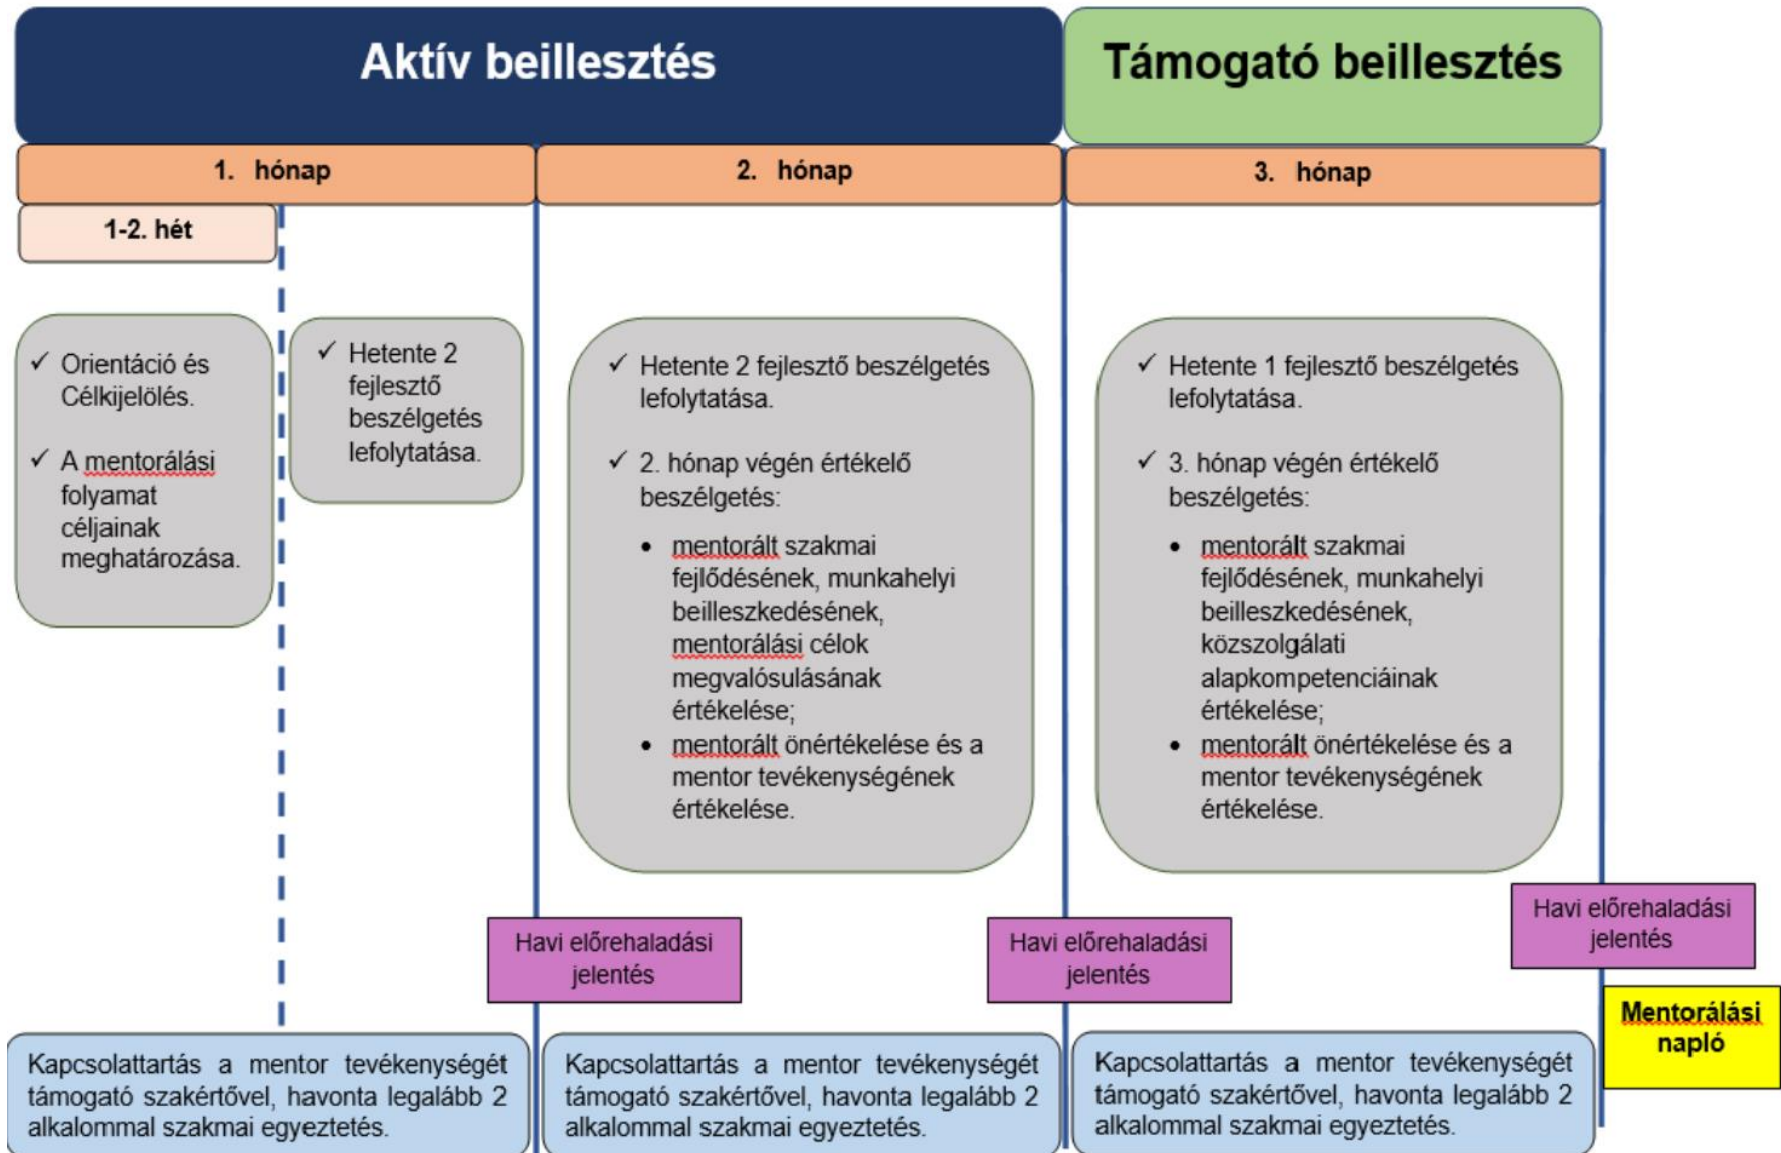 Aktív beillesztés
Támogató beillesztés
1. hónap
2. hónap
3. hónap
1-2. hét
✓ Orientáció és
Célkijelölés.
✓ A mentorálási
folyamat
céljainak
meghatározása.
✓ Hetente 2
fejlesztő
beszélgetés
lefolytatása.
✓ Hetente 2 fejlesztő beszélgetés
lefolytatása.
✓ 2. hónap végén értékelő
beszélgetés:
• mentorált szakmai
fejlődésének, munkahelyi
beilleszkedésének,
mentorálási célok
megvalósulásának
értékelése;
• mentorált önértékelése és a
mentor tevékenységének
értékelése.
✓ Hetente 1 fejlesztő beszélgetés
lefolytatása.
✓ 3. hónap végén értékelő
beszélgetés:
• mentorált szakmai
fejlődésének, munkahelyi
beilleszkedésének,
közszolgálati
alapkompetenciáinak
értékelése;
• mentorált önértékelése és a
mentor tevékenységének
értékelése.
Havi előrehaladási
jelentés
Havi előrehaladási
jelentés
Havi előrehaladási
jelentés
Mentorálási
napló
Kapcsolattartás a mentor tevékenységét
támogató szakértővel, havonta legalább 2
alkalommal szakmai egyeztetés.
Kapcsolattartás a mentor tevékenységét
támogató szakértővel, havonta legalább 2
alkalommal szakmai egyeztetés.
Kapcsolattartás a mentor tevékenységét
támogató szakértővel, havonta legalább 2
alkalommal szakmai egyeztetés.